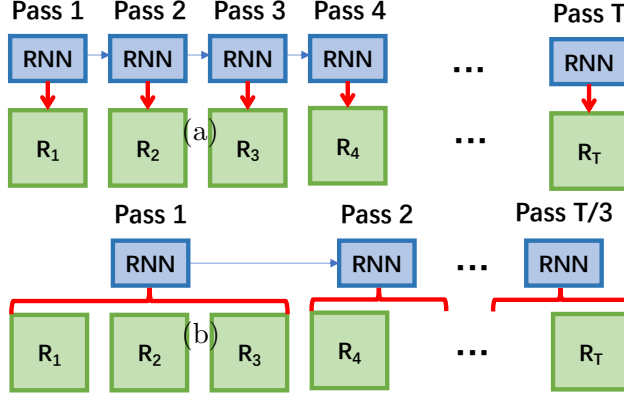 Pass 1 Pass 2 Pass 3 Pass 4 Pass T
RNN RNN RNN RNN ... RNN
R1 R2 (a) R3 R4 ... RT
Pass 1 Pass 2 Pass T/3
RNN RNN ... RNN
R1 R2 (b) R3 R4 ... RT